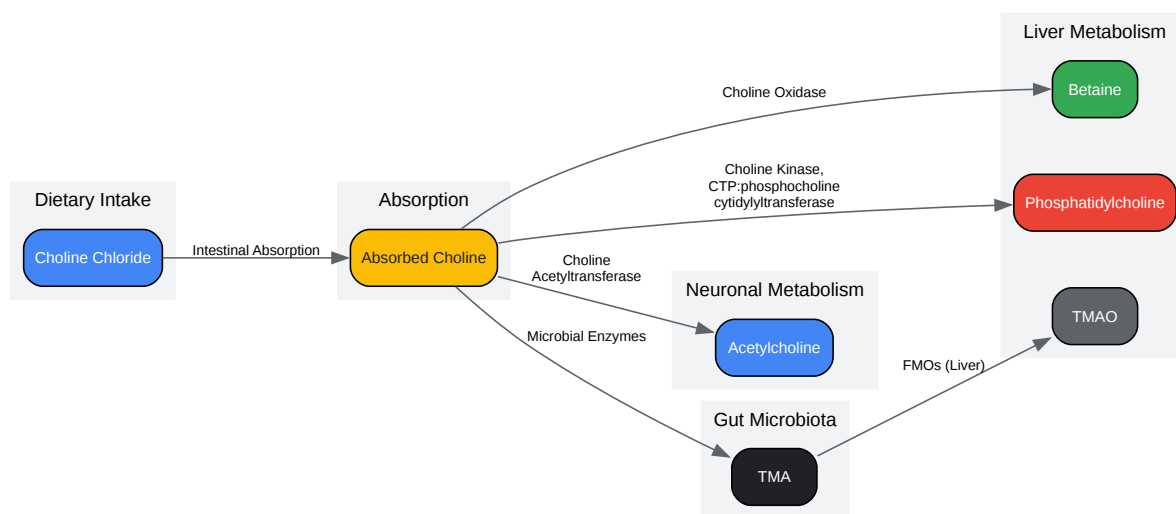 Dietary Intake
Choline Chloride
Intestinal Absorption
Absorption
Absorbed Choline
Choline Oxidase
Choline Kinase,
CTP:phosphocholine
cytidylyltransferase
Choline
Acetyltransferase
Microbial Enzymes
Neuronal Metabolism
Acetylcholine
Gut Microbiota
TMA
FMOs (Liver)
Liver Metabolism
Betaine
Phosphatidylcholine
TMAO